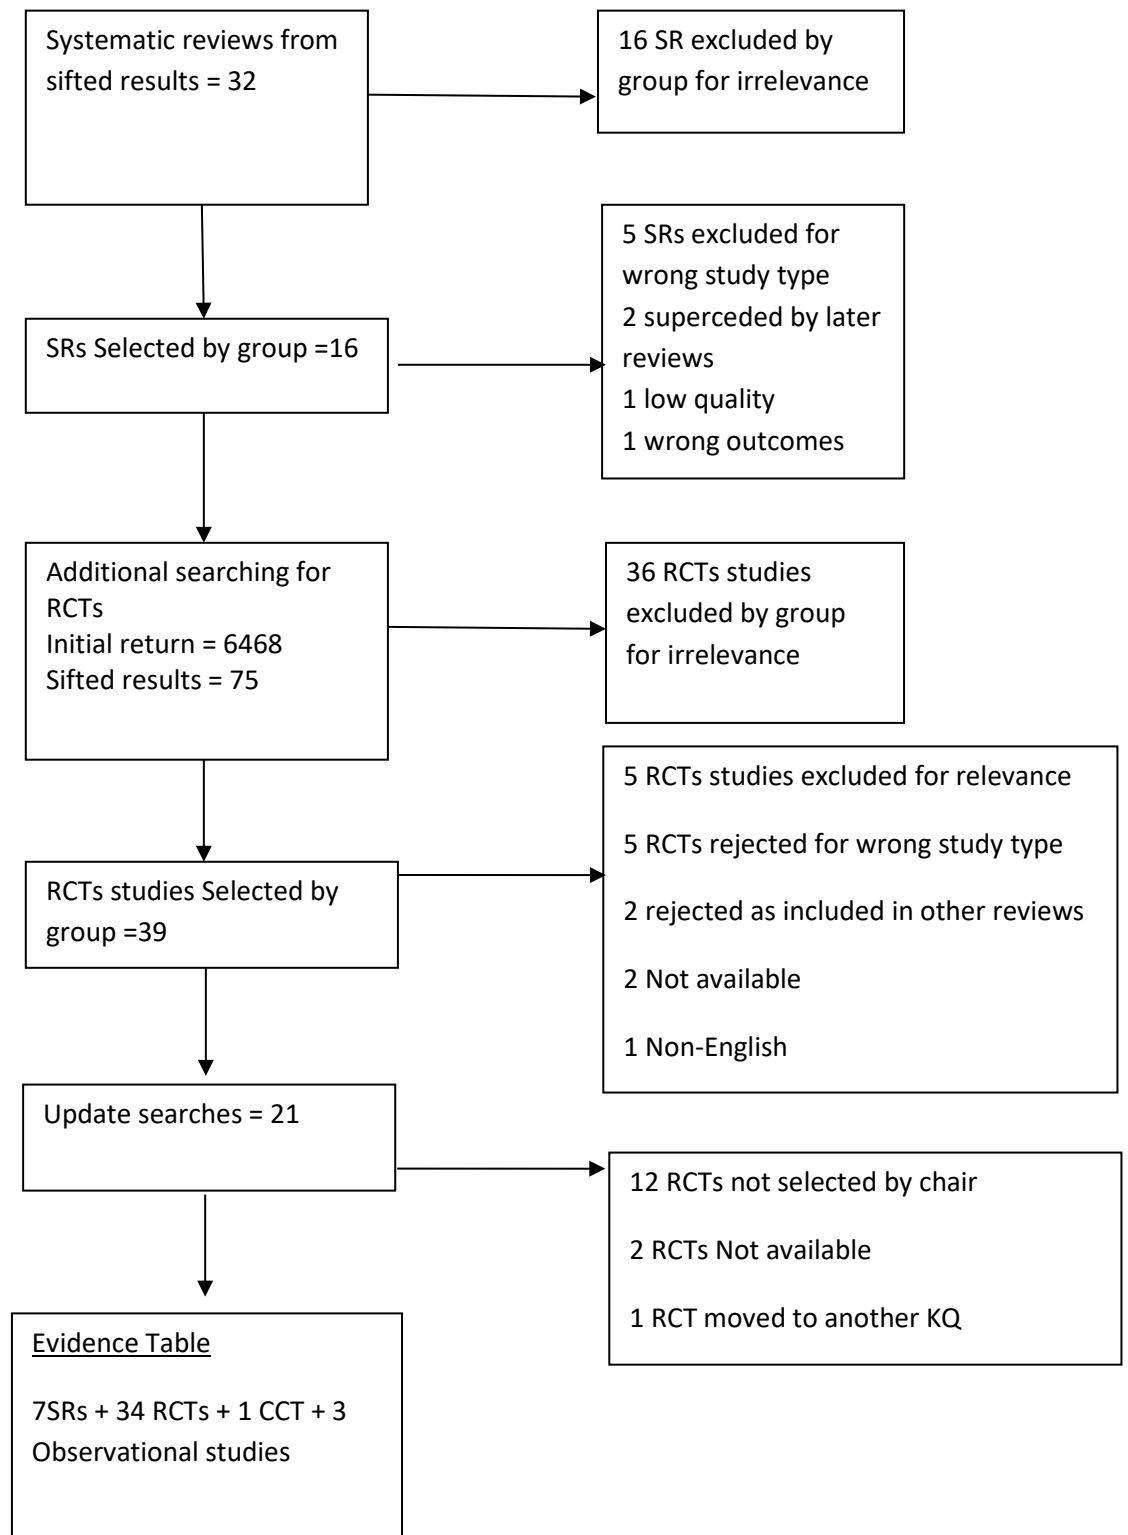 Systematic reviews from
sifted results = 32
16 SR excluded by
group for irrelevance
SRs Selected by group =16
5 SRs excluded for
wrong study type
2 superceded by later
reviews
1 low quality
1 wrong outcomes
Additional searching for
RCTs
Initial return = 6468
Sifted results = 75
36 RCTs studies
excluded by group
for irrelevance
RCTs studies Selected by
group =39
5 RCTs studies excluded for relevance
5 RCTs rejected for wrong study type
2 rejected as included in other reviews
2 Not available
1 Non-English
Update searches = 21
12 RCTs not selected by chair
2 RCTs Not available
1 RCT moved to another KQ
Evidence Table
7SRs + 34 RCTs + 1 CCT + 3
Observational studies